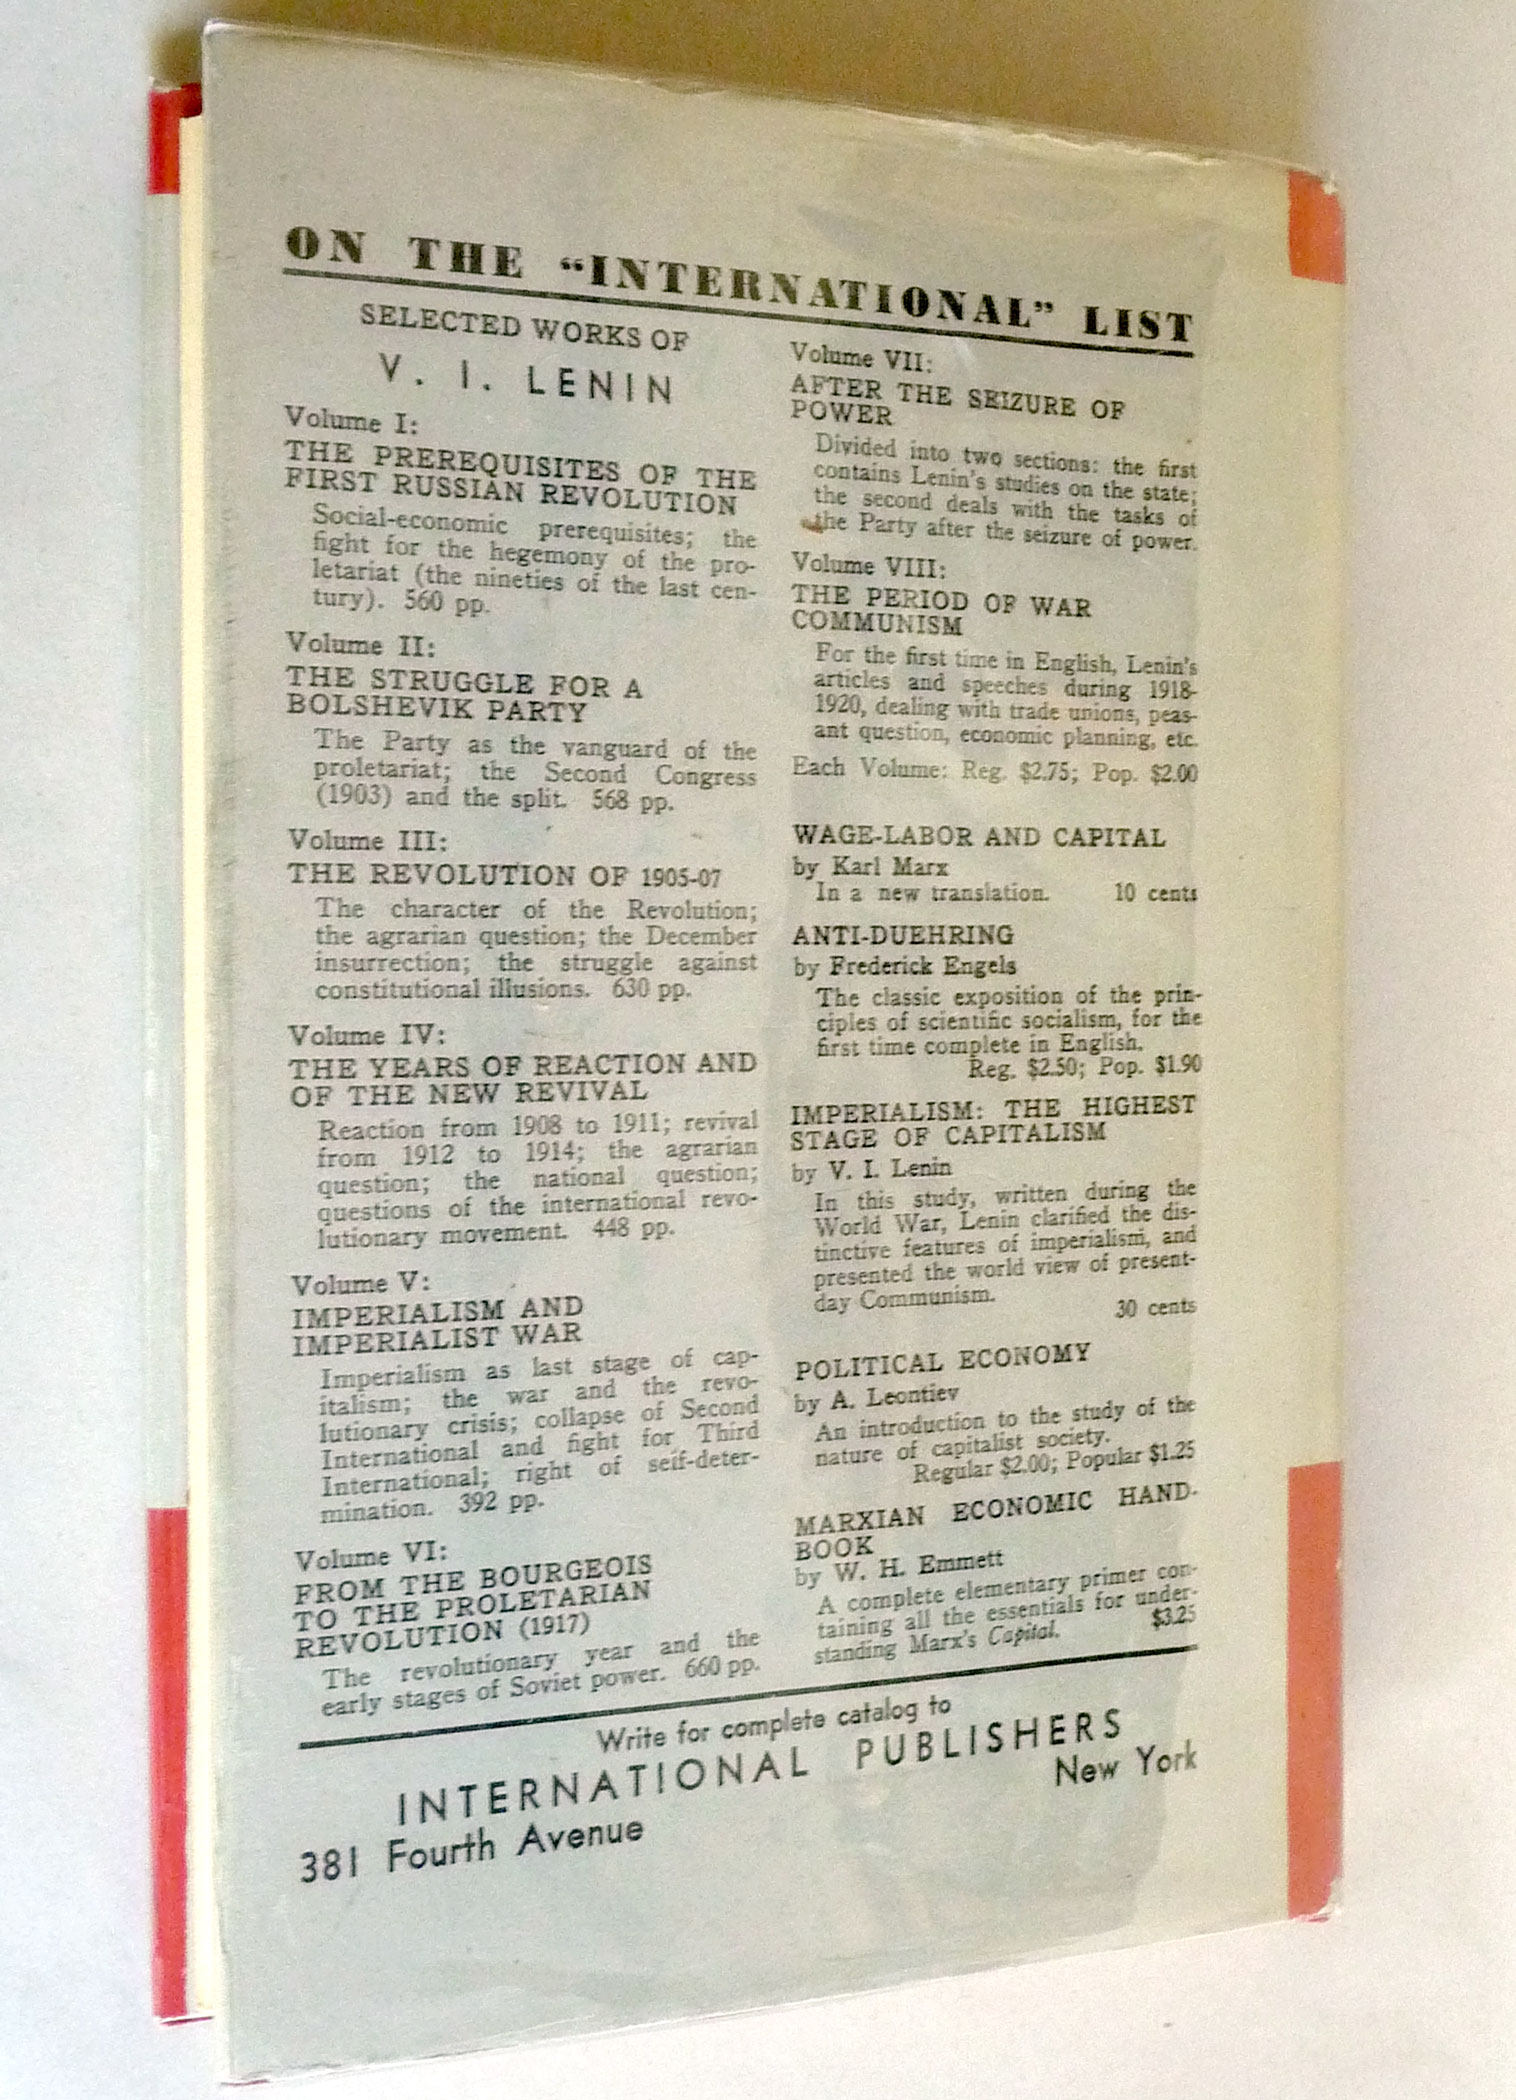 ON THE “INTERNATIONAL” LIST
SELECTED WORKS OF
V. I. LENIN
Volume I:
THE PREREQUISITES OF THE
FIRST RUSSIAN REVOLUTION
Social-economic prerequisites; the
fight for the hegemony of the pro-
letariat (the nineties of the last cen-
tury). 560 pp.
Volume II:
THE STRUGGLE FOR A
BOLSHEVIK PARTY
The Party as the vanguard of the
proletariat; the Second Congress
(1903) and the split. 568 pp.
Volume III:
THE REVOLUTION OF 1905-07
The character of the Revolution;
the agrarian question; the December
insurrection; the struggle against
constitutional illusions. 630 pp.
Volume IV:
THE YEARS OF REACTION AND
OF THE NEW REVIVAL
Reaction from 1908 to 1911; revival
from 1912 to 1914; the agrarian
question; the national question;
questions of the international revo-
lutionary movement. 448 pp.
Volume V:
IMPERIALISM AND
IMPERIALIST WAR
Imperialism as last stage of cap-
italism; the war and the revo-
lutionary crisis; collapse of Second
International and fight for Third
International; right of self-deter-
mination. 392 pp.
Volume VI:
FROM THE BOURGEOIS
TO THE PROLETARIAN
REVOLUTION (1917)
The revolutionary year and the
early stages of Soviet power. 660 pp.
Volume VII:
AFTER THE SEIZURE OF
POWER
Divided into two sections: the first
contains Lenin's studies on the state;
the second deals with the tasks of
the Party after the seizure of power.
Volume VIII:
THE PERIOD OF WAR
COMMUNISM
For the first time in English, Lenin's
articles and speeches during 1918-
1920, dealing with trade unions, peas-
ant question, economic planning, etc.
Each Volume: Reg. $2.75; Pop. $2.00
WAGE-LABOR AND CAPITAL
by Karl Marx
In a new translation. 10 cents
ANTI-DUEHRING
by Frederick Engels
The classic exposition of the prin-
ciples of scientific socialism, for the
first time complete in English.
Reg. $2.50; Pop. $1.90
IMPERIALISM: THE HIGHEST
STAGE OF CAPITALISM
by V. I. Lenin
In this study, written during the
World War, Lenin clarified the dis-
tinctive features of imperialism, and
presented the world view of present-
day Communism.
30 cents
POLITICAL ECONOMY
by A. Leontiev
An introduction to the study of the
nature of capitalist society.
Regular $2.00; Popular $1.25
MARXIAN ECONOMIC HAND-
BOOK
by W. H. Emmett
A complete elementary primer con-
taining all the essentials for under-
standing Marx's Capital. $3.25
Write for complete catalog to
INTERNATIONAL PUBLISHERS
381 Fourth Avenue New York